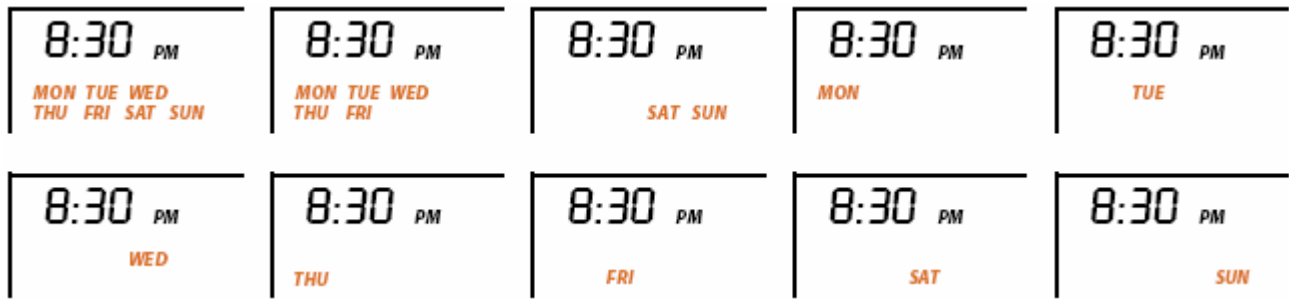 8:30 PM
MON TUE WED
THU FRI SAT SUN
8:30 PM
MON TUE WED
THU FRI
8:30 PM
SAT SUN
8:30 PM
MON
8:30 PM
TUE
8:30 PM
WED
8:30 PM
THU
8:30 PM
FRI
8:30 PM
SAT
8:30 PM
SUN